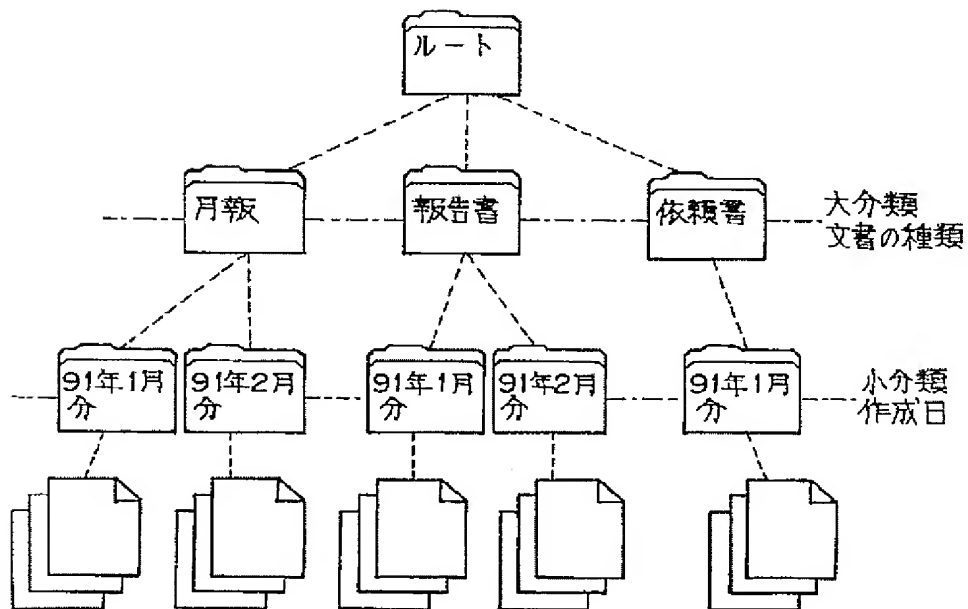 ルート
月報
報告書
依頼書
大分類
文書の種類
91年1月
分
91年2月
分
91年1月
分
91年2月
分
91年1月
分
小分類
作成日